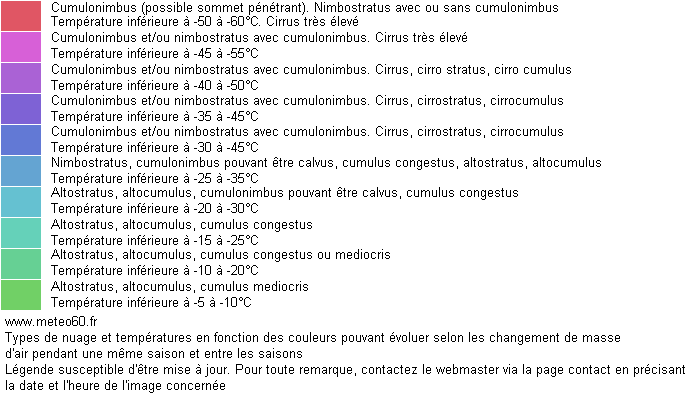 Cumulonimbus (possible sommet pénétrant). Nimbostratus avec ou sans cumulonimbus
Température inférieure à -50 à -60°C. Cirrus très élevé
Cumulonimbus et/ou nimbostratus avec cumulonimbus. Cirrus très élevé
Température inférieure à -45 à -55°C
Cumulonimbus et/ou nimbostratus avec cumulonimbus. Cirrus, cirro stratus, cirro cumulus
Température inférieure à -40 à -50°C
Cumulonimbus et/ou nimbostratus avec cumulonimbus. Cirrus, cirrostratus, cirrocumulus
Température inférieure à -35 à -45°C
Cumulonimbus et/ou nimbostratus avec cumulonimbus. Cirrus, cirrostratus, cirrocumulus
Température inférieure à -30 à -45°C
Nimbostratus, cumulonimbus pouvant être calvus, cumulus congestus, altostratus, altocumulus
Température inférieure à -25 à -35°C
Altostratus, altocumulus, cumulonimbus pouvant être calvus, cumulus congestus
Température inférieure à -20 à -30°C
Altostratus, altocumulus, cumulus congestus
Température inférieure à -15 à -25°C
Altostratus, altocumulus, cumulus congestus ou mediocris
Température inférieure à -10 à -20°C
Altostratus, altocumulus, cumulus mediocris
Température inférieure à -5 à -10°C
www.meteo60.fr
Types de nuage et températures en fonction des couleurs pouvant évoluer selon les changement de masse
d'air pendant une même saison et entre les saisons
Légende susceptible d'être mise à jour. Pour toute remarque, contactez le webmaster via la page contact en précisant
la date et l'heure de l'image concernée